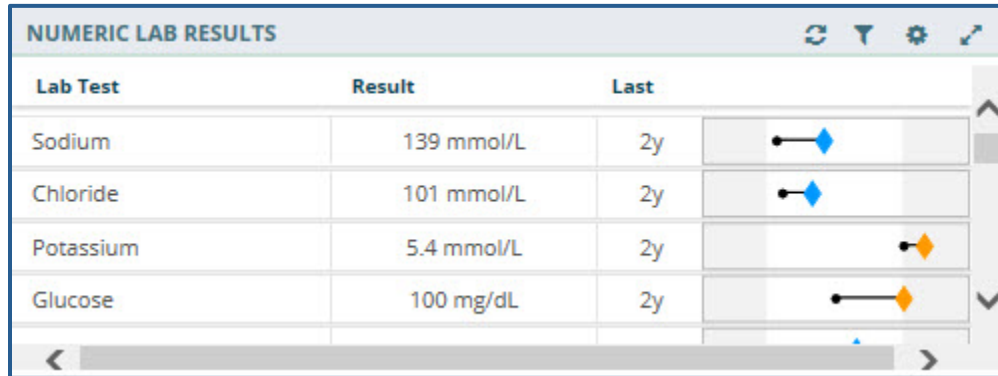 NUMERIC LAB RESULTS
Lab Test Result Last
Sodium 139 mmol/L 2y
Chloride 101 mmol/L 2y
Potassium 5.4 mmol/L 2y
Glucose 100 mg/dL 2y